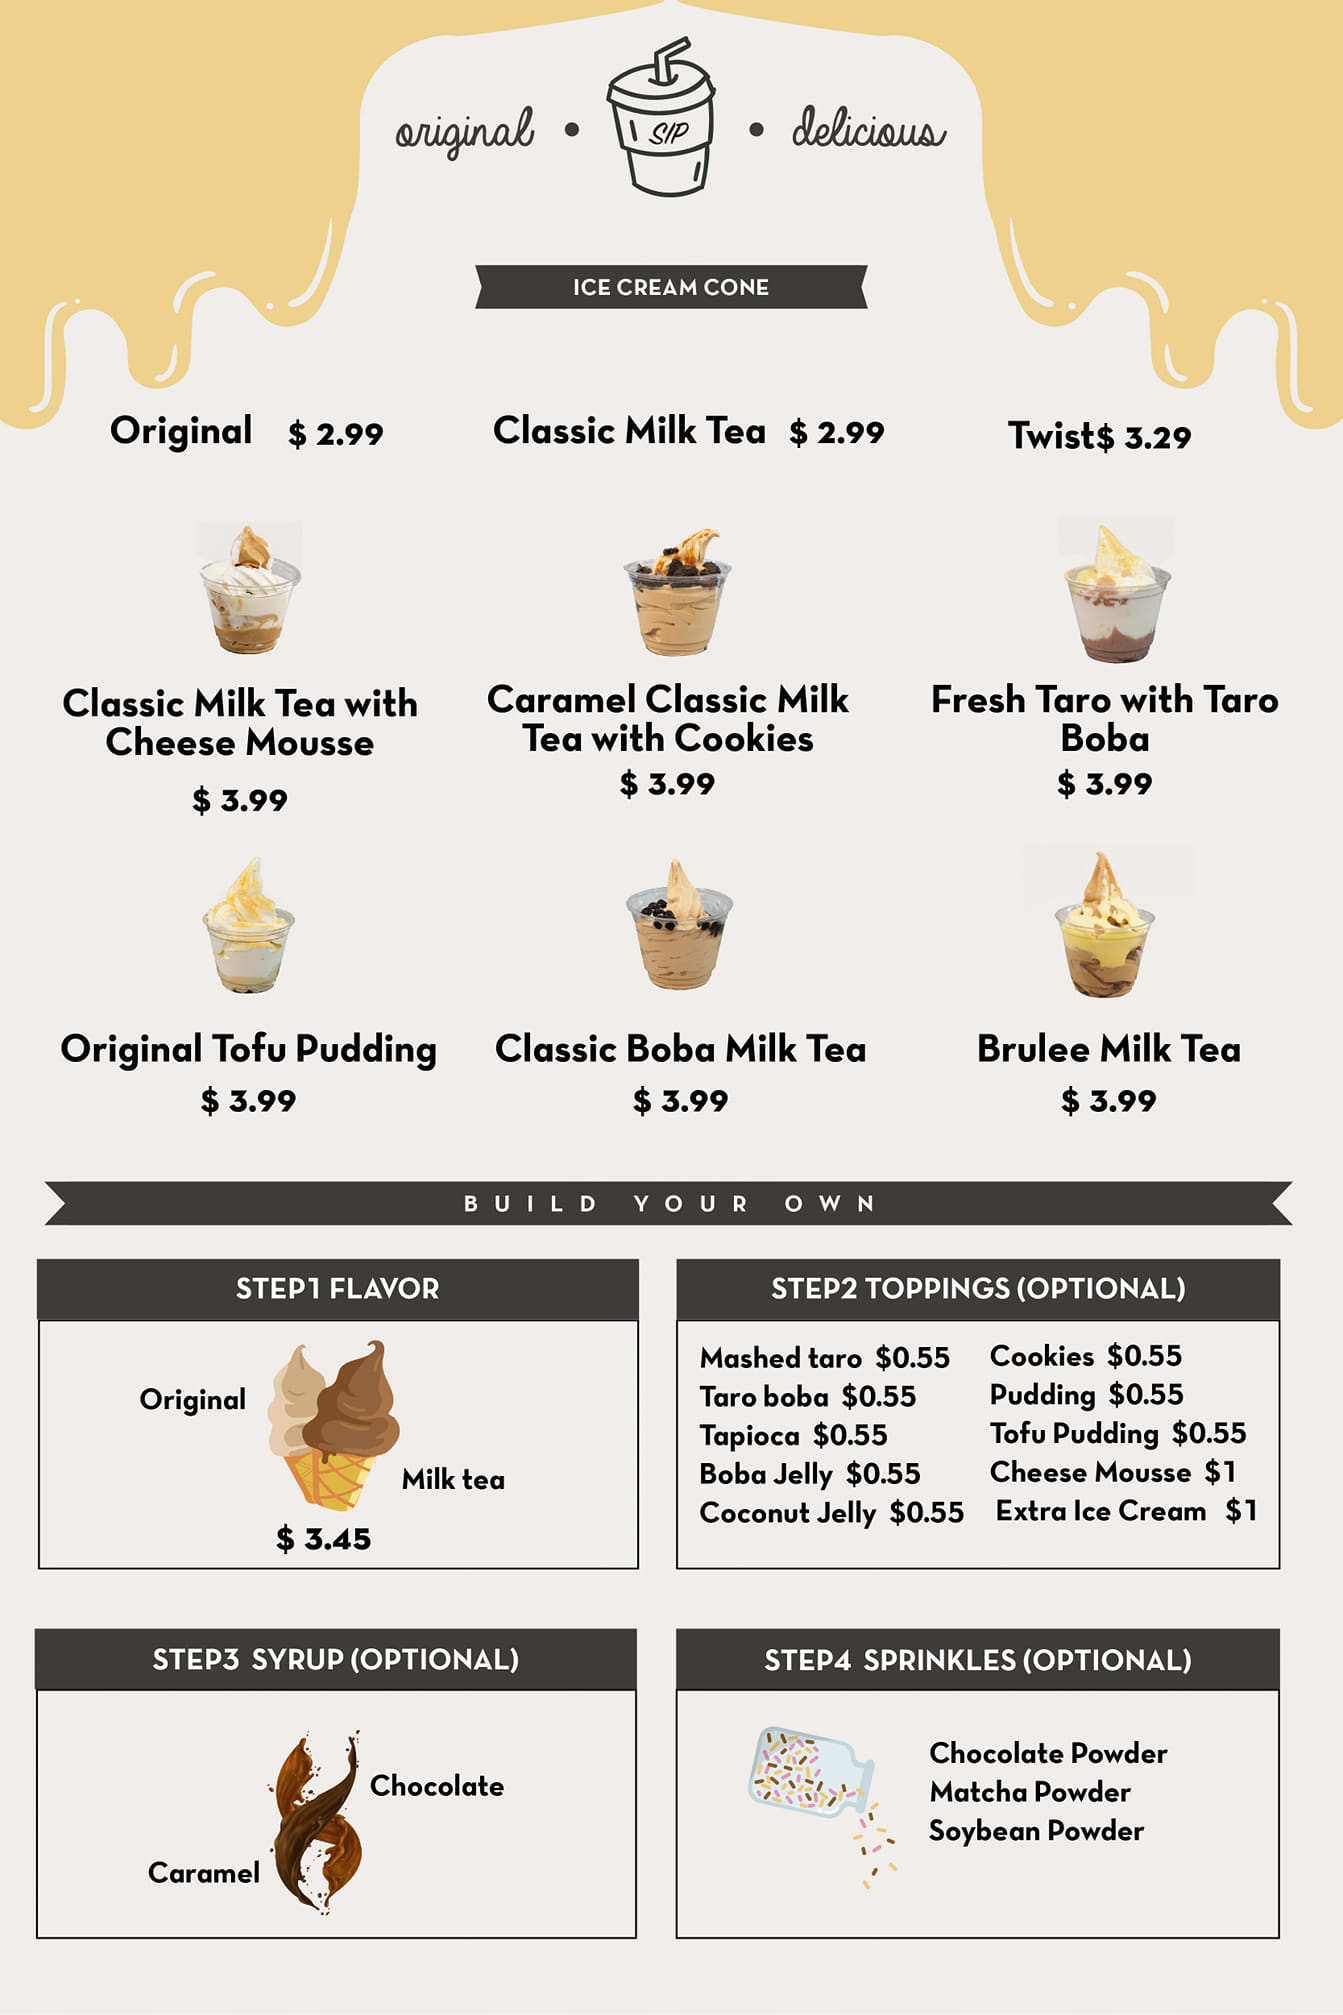 original • SIP • delicious
ICE CREAM CONE
Original $ 2.99
Classic Milk Tea $ 2.99
Twist$ 3.29
Classic Milk Tea with
Cheese Mousse
$ 3.99
Caramel Classic Milk
Tea with Cookies
$ 3.99
Fresh Taro with Taro
Boba
$ 3.99
Original Tofu Pudding
$ 3.99
Classic Boba Milk Tea
$ 3.99
Brulee Milk Tea
$ 3.99
BUILD YOUR OWN
STEP1 FLAVOR
Original
Milk tea
$ 3.45
STEP2 TOPPINGS (OPTIONAL)
Mashed taro $0.55
Taro boba $0.55
Tapioca $0.55
Boba Jelly $0.55
Coconut Jelly $0.55
Cookies $0.55
Pudding $0.55
Tofu Pudding $0.55
Cheese Mousse $1
Extra Ice Cream $1
STEP3 SYRUP (OPTIONAL)
Chocolate
Caramel
STEP4 SPRINKLES (OPTIONAL)
Chocolate Powder
Matcha Powder
Soybean Powder